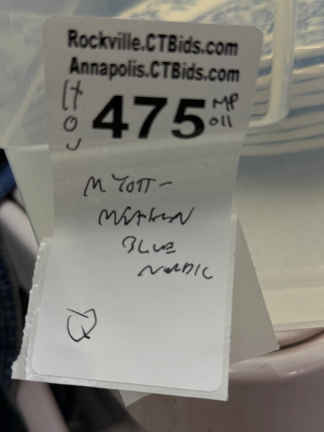 Rockville.CTBids.com
Annapolis.CTBids.com
475 MP
011
MYOTT-
MEAKIN
BLUE
NORDIC